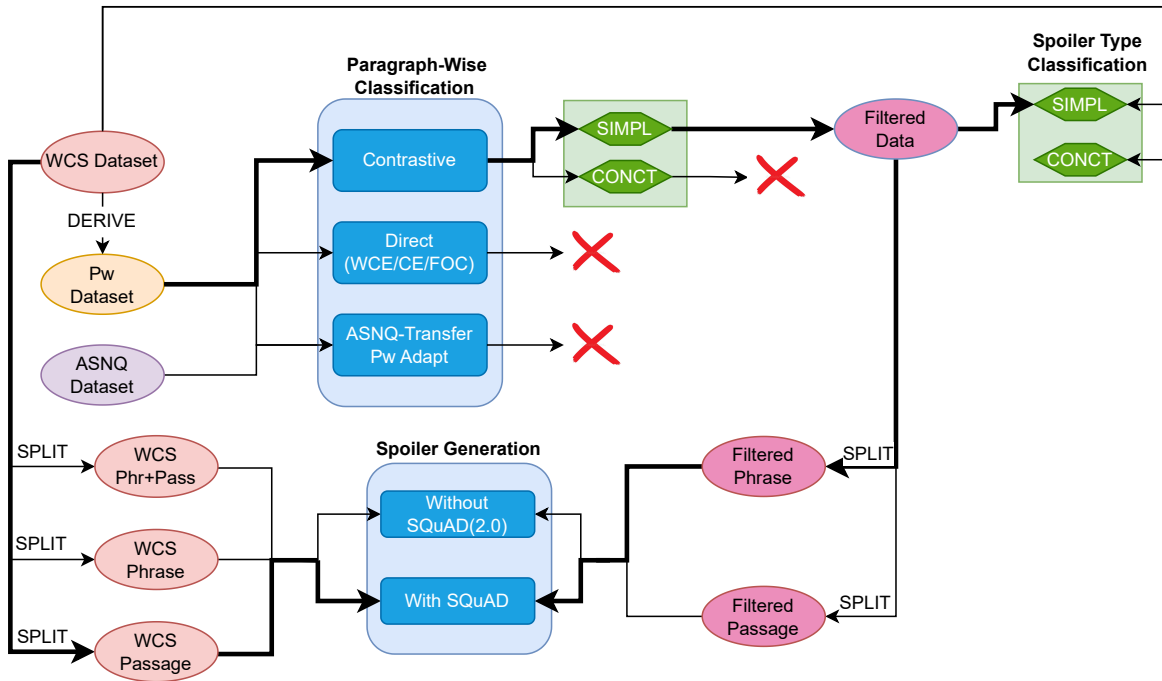 Paragraph-Wise
Classification
Spoiler Type
Classification
WCS Dataset
Contrastive
SIMPL
CONCT
Filtered
Data
SIMPL
CONCT
DERIVE
Pw
Dataset
Direct
(WCE/CE/FOC)
ASNQ
Dataset
ASNQ-Transfer
Pw Adapt
SPLIT
WCS
Phr+Pass
SPLIT
WCS
Phrase
SPLIT
WCS
Passage
Spoiler Generation
Without
SQuAD(2.0)
With SQuAD
Filtered
Phrase
SPLIT
Filtered
Passage
SPLIT